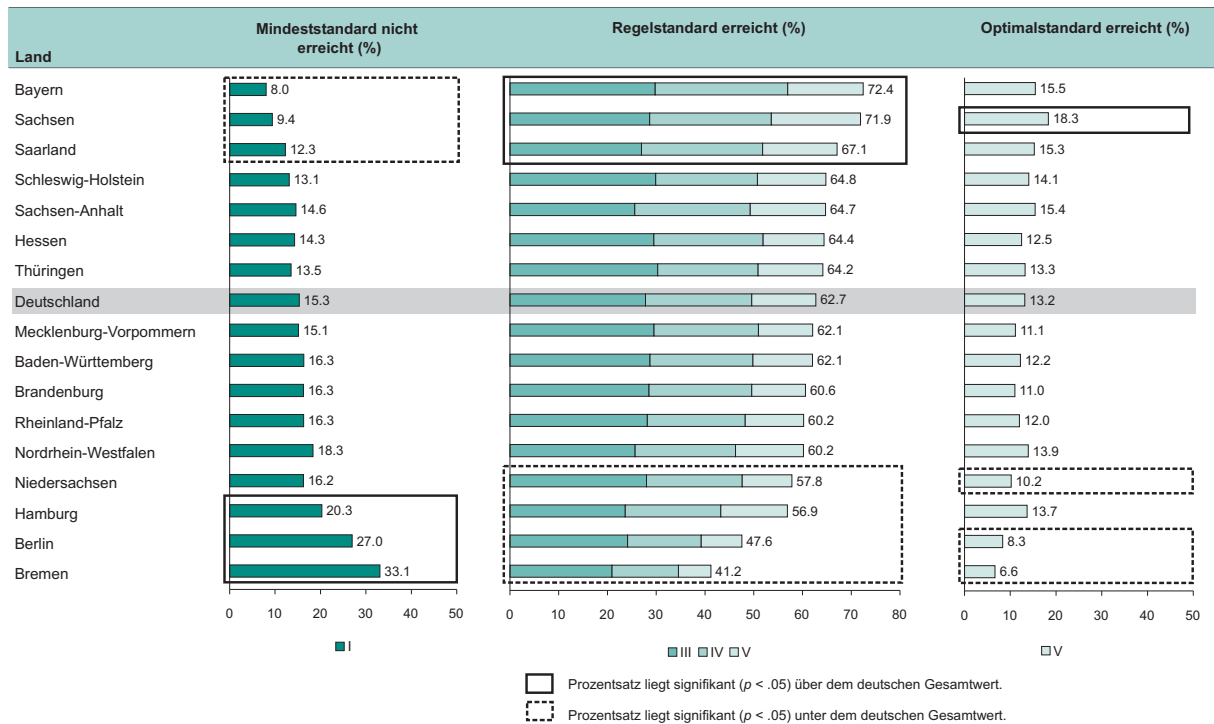 Land
Mindeststandard nicht
erreicht (%)
Regelstandard erreicht (%)
Optimalstandard erreicht (%)
Bayern 8.0 72.4 15.5
Sachsen 9.4 71.9 18.3
Saarland 12.3 67.1 15.3
Schleswig-Holstein 13.1 64.8 14.1
Sachsen-Anhalt 14.6 64.7 15.4
Hessen 14.3 64.4 12.5
Thüringen 13.5 64.2 13.3
Deutschland 15.3 62.7 13.2
Mecklenburg-Vorpommern 15.1 62.1 11.1
Baden-Württemberg 16.3 62.1 12.2
Brandenburg 16.3 60.6 11.0
Rheinland-Pfalz 16.3 60.2 12.0
Nordrhein-Westfalen 18.3 60.2 13.9
Niedersachsen 16.2 57.8 10.2
Hamburg 20.3 56.9 13.7
Berlin 27.0 47.6 8.3
Bremen 33.1 41.2 6.6
0 10 20 30 40 50 0 10 20 30 40 50 60 70 80 0 10 20 30 40 50
I III IV V V
Prozentsatz liegt signifikant (p < .05) über dem deutschen Gesamtwert.
Prozentsatz liegt signifikant (p < .05) unter dem deutschen Gesamtwert.